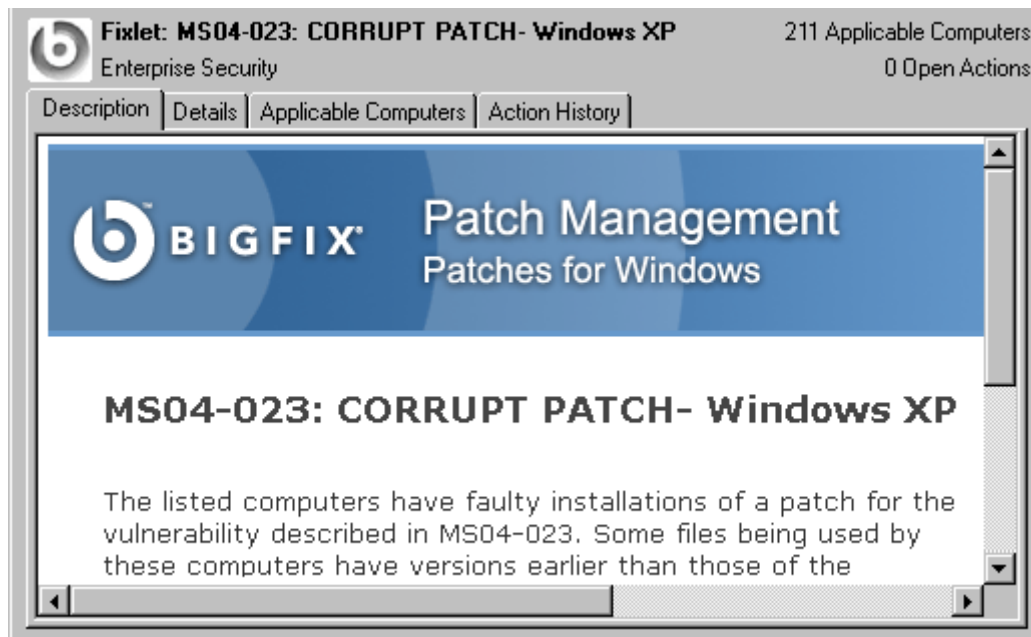 Fixlet: MS04-023: CORRUPT PATCH- Windows XP
211 Applicable Computers
Enterprise Security
0 Open Actions
Description
Details
Applicable Computers
Action History
BIGFIX
Patch Management
Patches for Windows
MS04-023: CORRUPT PATCH- Windows XP
The listed computers have faulty installations of a patch for the
vulnerability described in MS04-023. Some files being used by
these computers have versions earlier than those of the